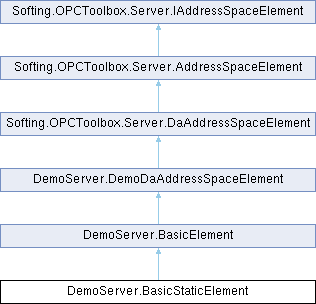 Softing.OPCToolbox.Server.IAddressSpaceElement
Softing.OPCToolbox.Server.AddressSpaceElement
Softing.OPCToolbox.Server.DaAddressSpaceElement
DemoServer.DemoDaAddressSpaceElement
DemoServer.BasicElement
DemoServer.BasicStaticElement